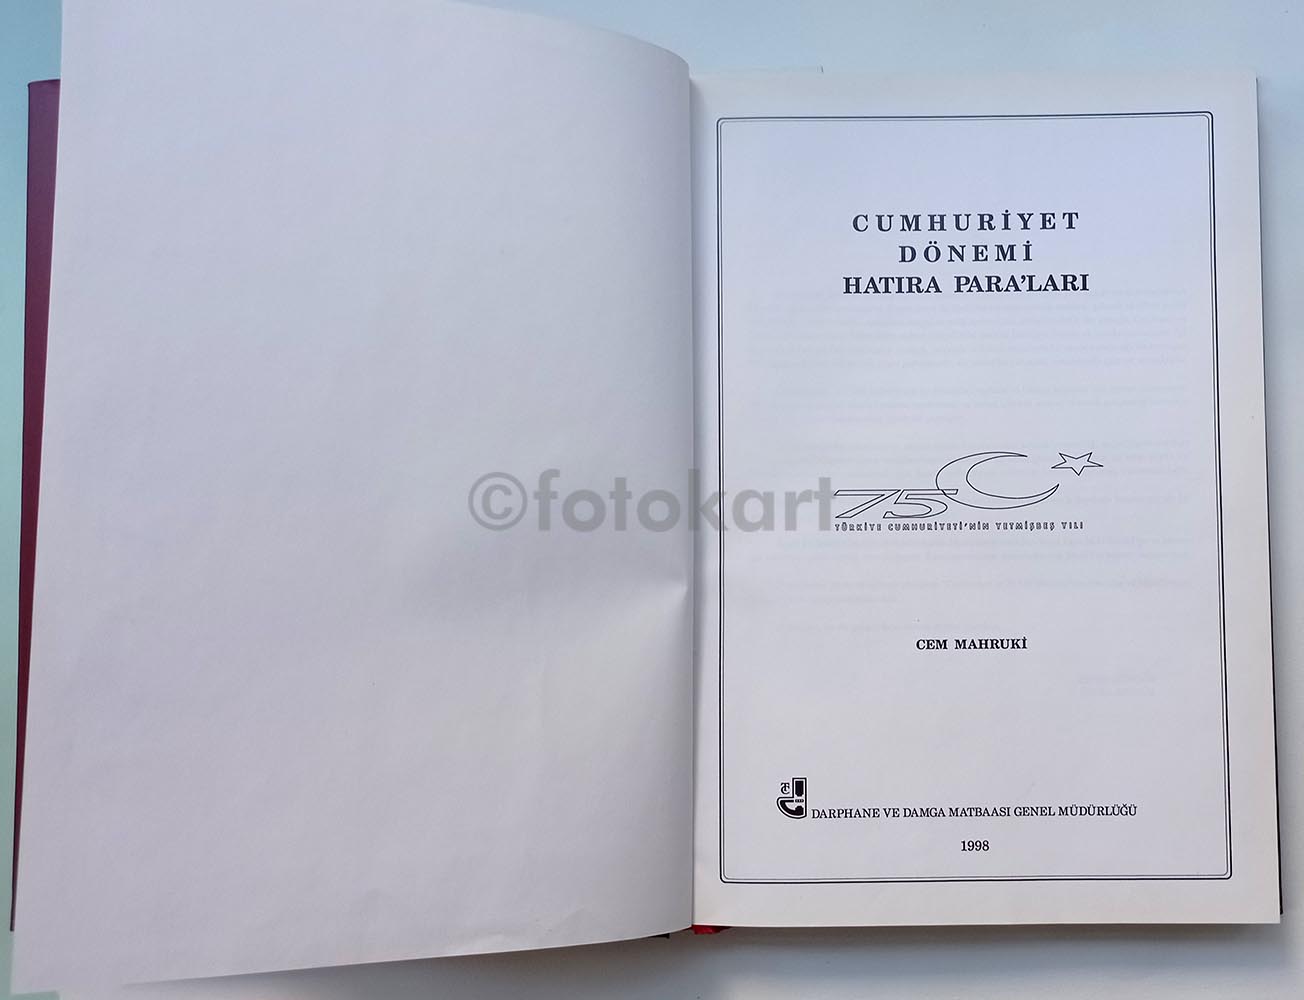 CUMHURİYET
DÖNEMİ
HATIRA PARA'LARI
©fotokart
75
TÜRKİYE CUMHURİYETİ'NİN YETMİŞBEŞ YILI
CEM MAHRUKİ
TC
DARPHANE VE DAMGA MATBAASI GENEL MÜDÜRLÜĞÜ
1998